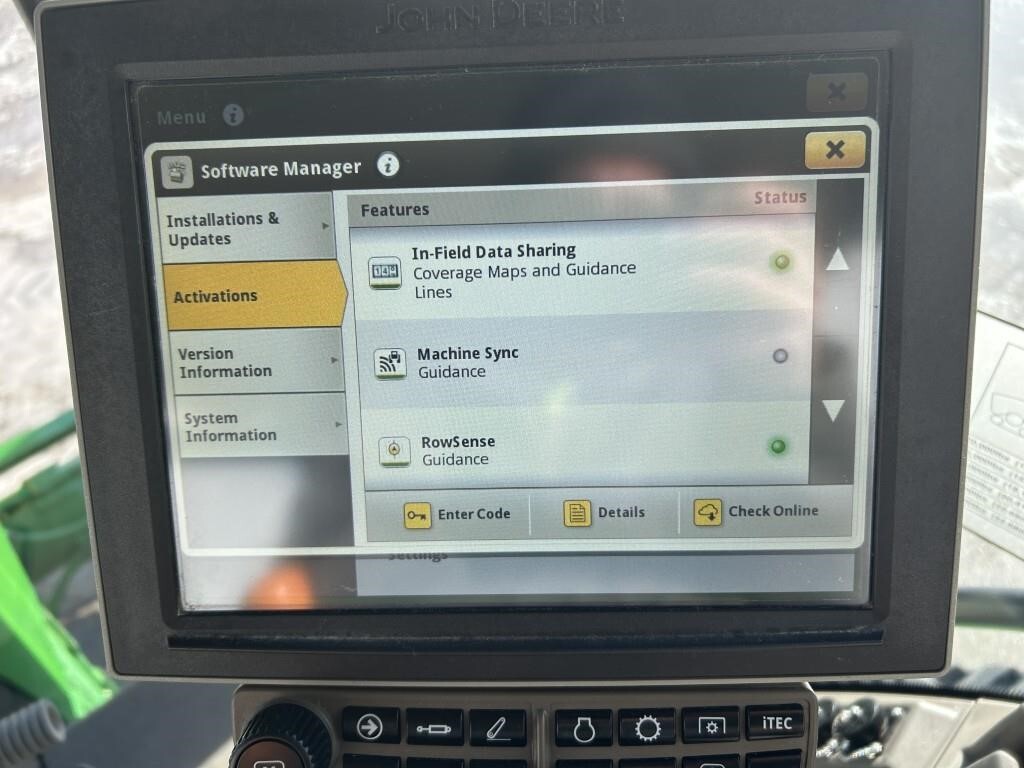 JOHN DEERE
Menu i
Software Manager i
Installations &
Updates
Activations
Version
Information
System
Information
Features Status
In-Field Data Sharing
Coverage Maps and Guidance
Lines
Machine Sync
Guidance
RowSense
Guidance
Enter Code Details Check Online
Settings
iTEC